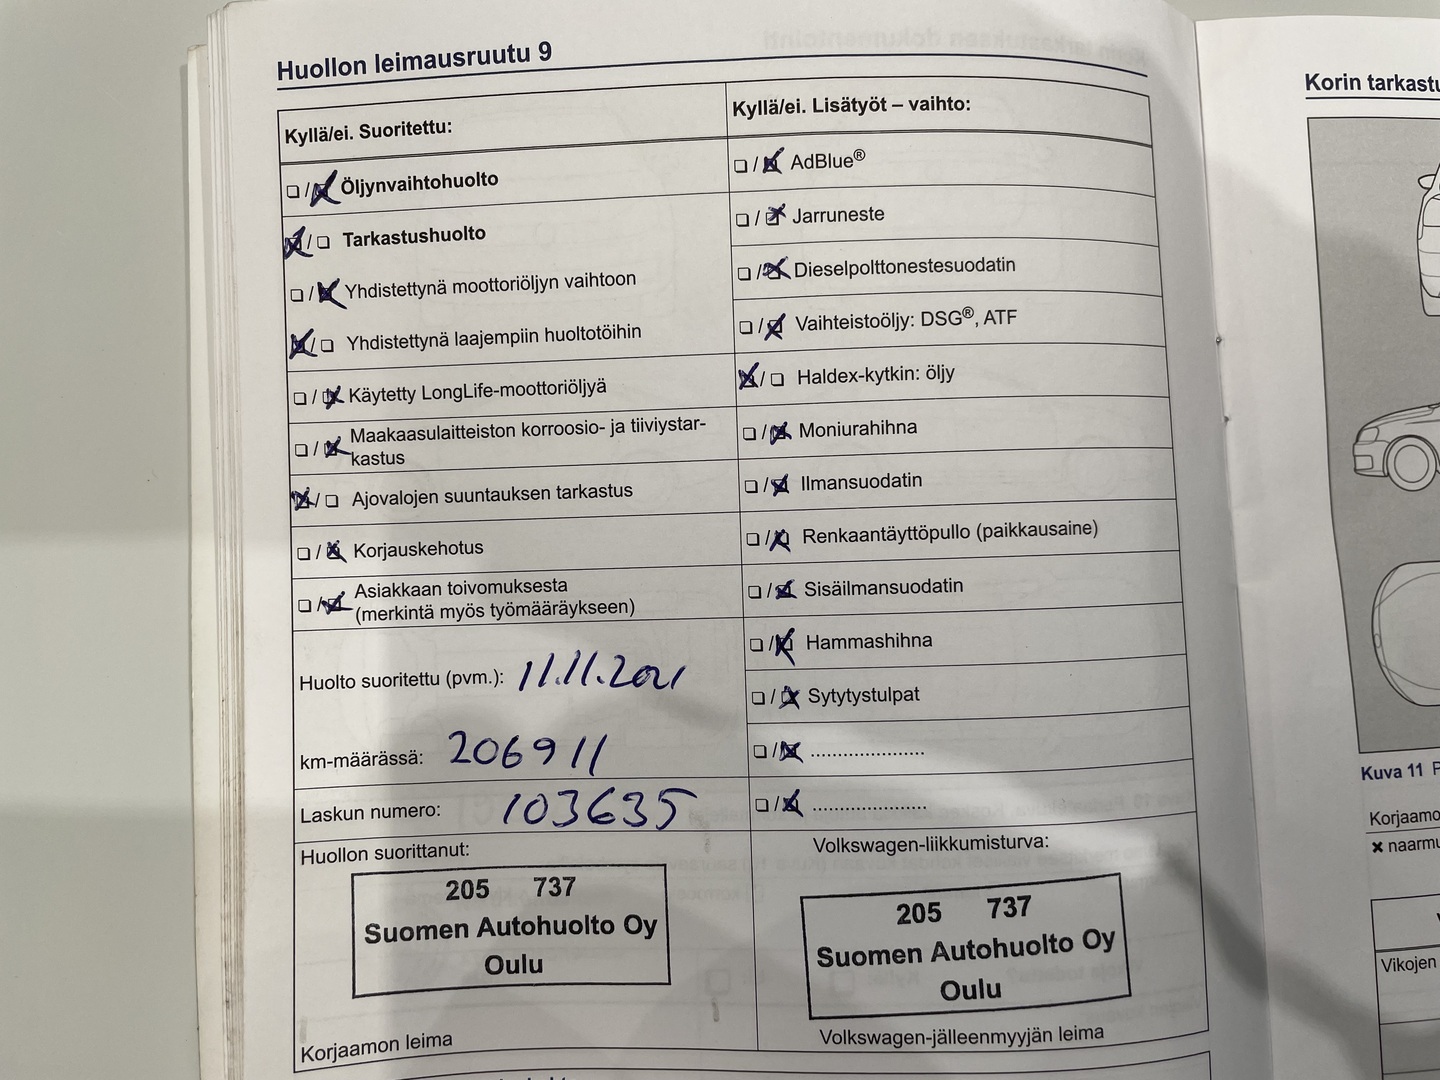 Huollon leimausruutu 9
Kyllä/ei. Suoritettu:
Öljynvaihtohuolto
Tarkastushuolto
Yhdistettynä moottoriöljyn vaihtoon
Yhdistettynä laajempiin huoltotöihin
Käytetty LongLife-moottoriöljyä
Maakaasulaitteiston korroosio- ja tiiviystar-
kastus
Ajovalojen suuntauksen tarkastus
Korjauskehotus
Asiakkaan toivomuksesta
(merkintä myös työmääräykseen)
Huolto suoritettu (pvm.): 11.11.2021
km-määrässä: 206911
Laskun numero: 103635
Huollon suorittanut:
205 737
Suomen Autohuolto Oy
Oulu
Korjaamon leima
Kyllä/ei. Lisätyöt – vaihto:
AdBlue®
Jarruneste
Dieselpolttonestesuodatin
Vaihteistoöljy: DSG®, ATF
Haldex-kytkin: öljy
Moniurahihna
Ilmansuodatin
Renkaantäyttöpullo (paikkausaine)
Sisäilmansuodatin
Hammashihna
Sytytystulpat
....................
....................
Volkswagen-liikkumisturva:
205 737
Suomen Autohuolto Oy
Oulu
Volkswagen-jälleenmyyjän leima
Korin tarkastu
Kuva 11 P
Korjaamo
x naarmu
Vikojen